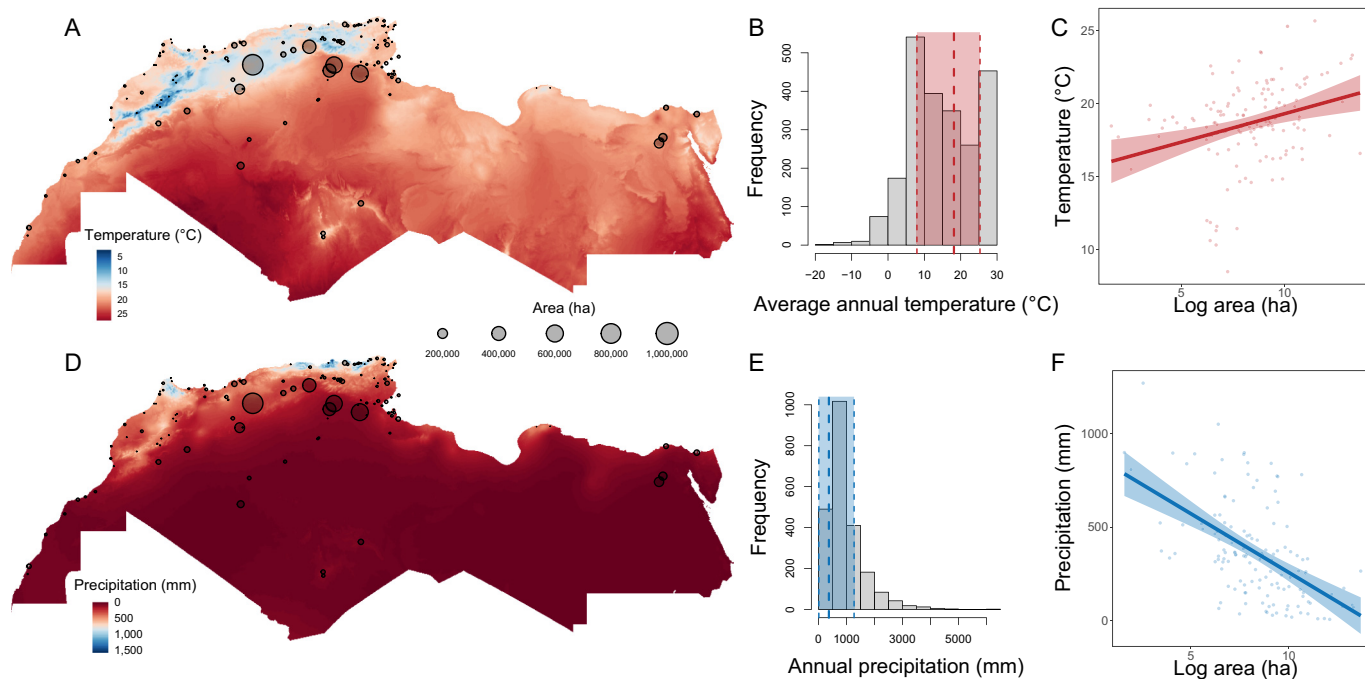 A
Temperature (°C)
5
10
15
20
25
B
Frequency
0
100
200
300
400
500
−20
−10
0
10
20
30
Average annual temperature (°C)
C
Temperature (°C)
10
15
20
25
5
10
Log area (ha)
Area (ha)
200,000
400,000
600,000
800,000
1,000,000
D
Precipitation (mm)
0
500
1,000
1,500
E
Frequency
0
200
400
600
800
1000
0
1000
3000
5000
Annual precipitation (mm)
F
Precipitation (mm)
0
500
1000
5
10
Log area (ha)